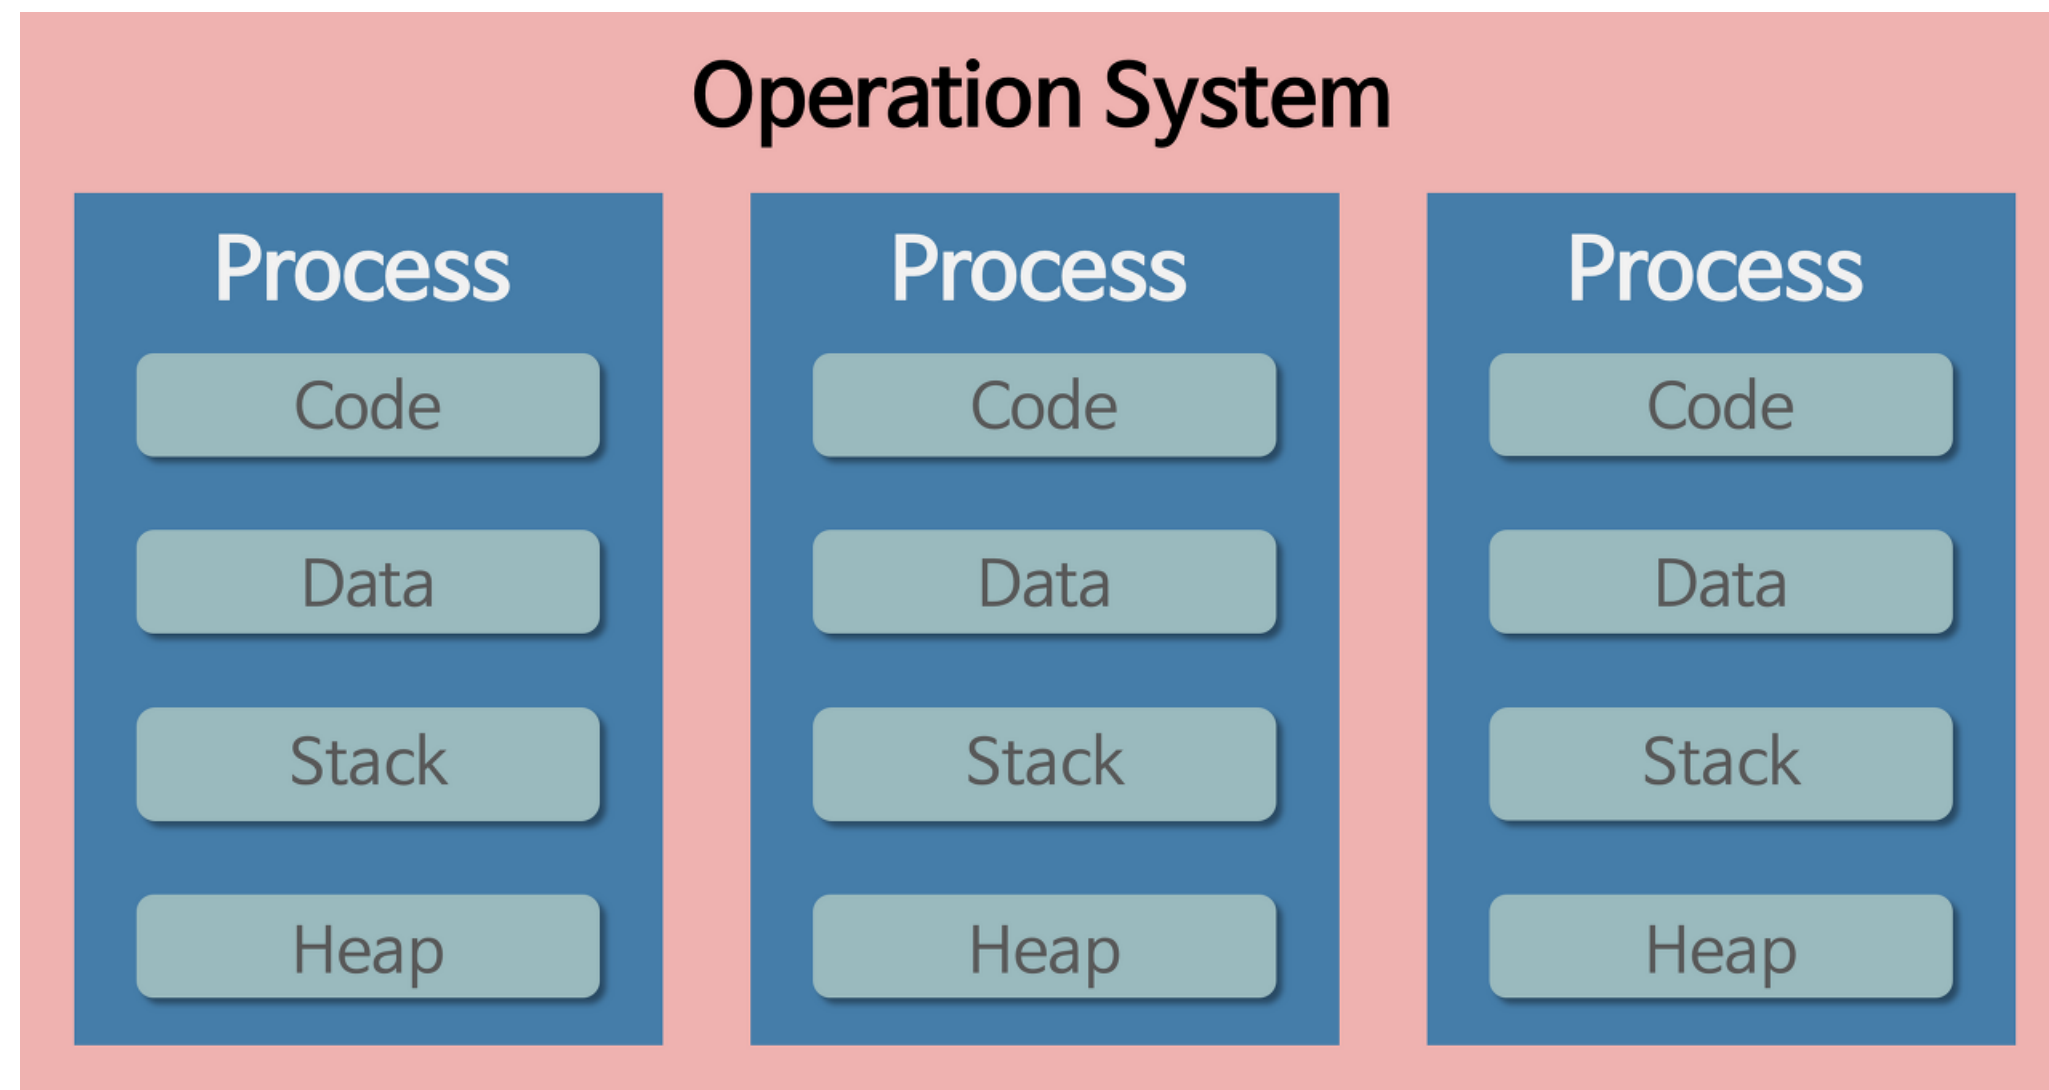 Operation System
Process
Code
Data
Stack
Heap
Process
Code
Data
Stack
Heap
Process
Code
Data
Stack
Heap